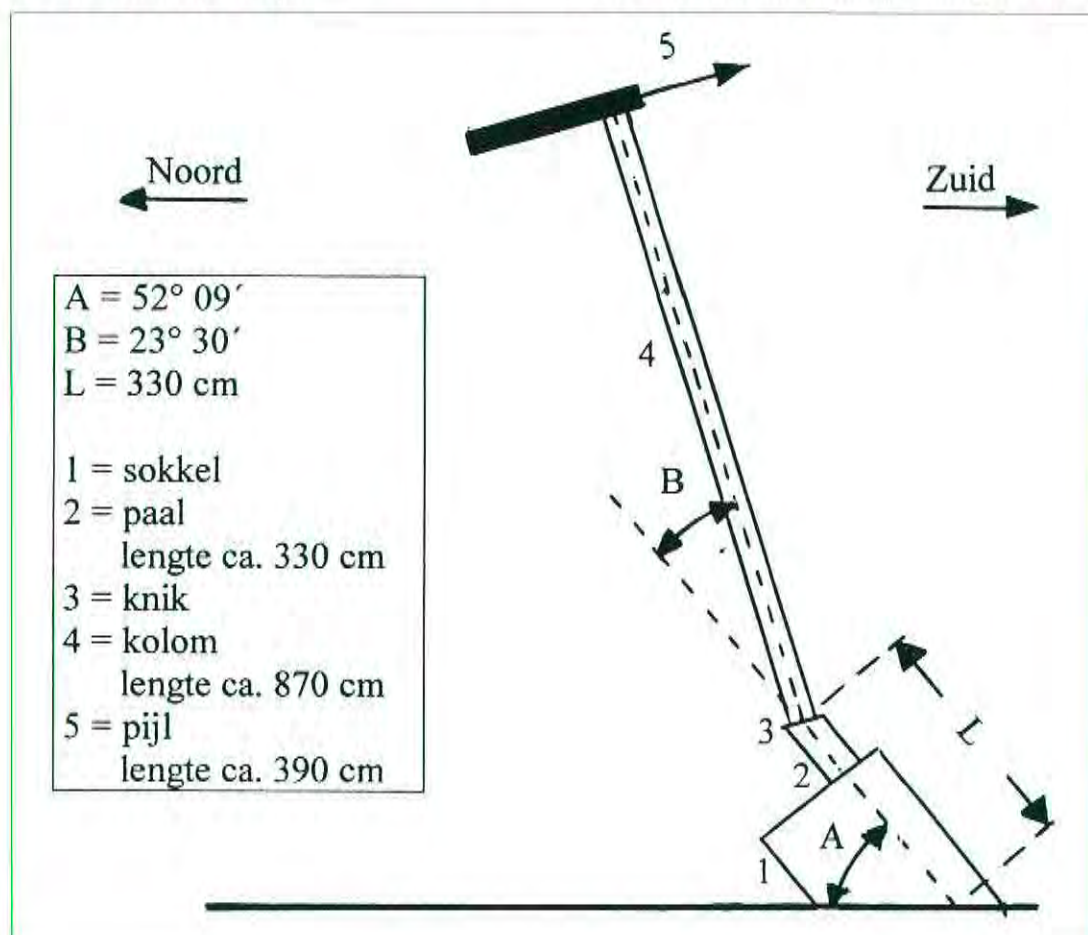 5
Noord
Zuid
A = 52° 09´
B = 23° 30´
L = 330 cm
1 = sokkel
2 = paal
lengte ca. 330 cm
3 = knik
4 = kolom
lengte ca. 870 cm
5 = pijl
lengte ca. 390 cm
4
B
3
L
2
A
1